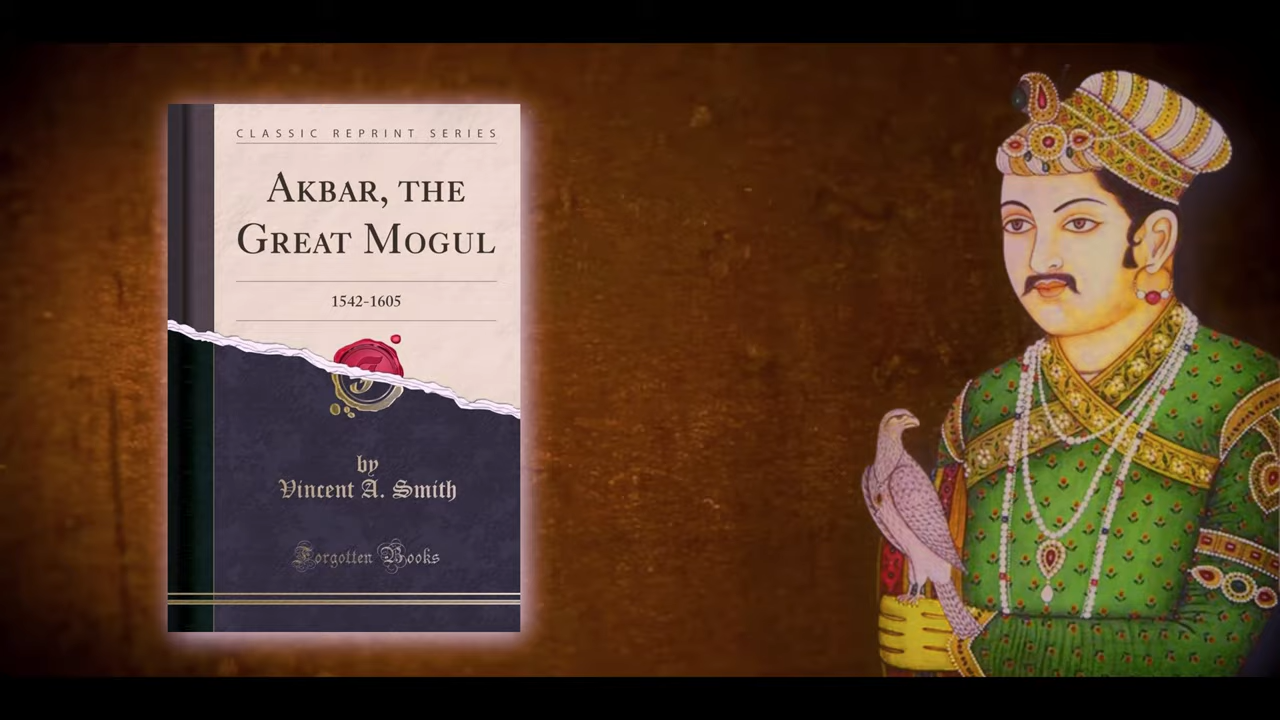 CLASSIC REPRINT SERIES
AKBAR, THE
GREAT MOGUL
1542-1605
by
Vincent A. Smith
Forgotten Books